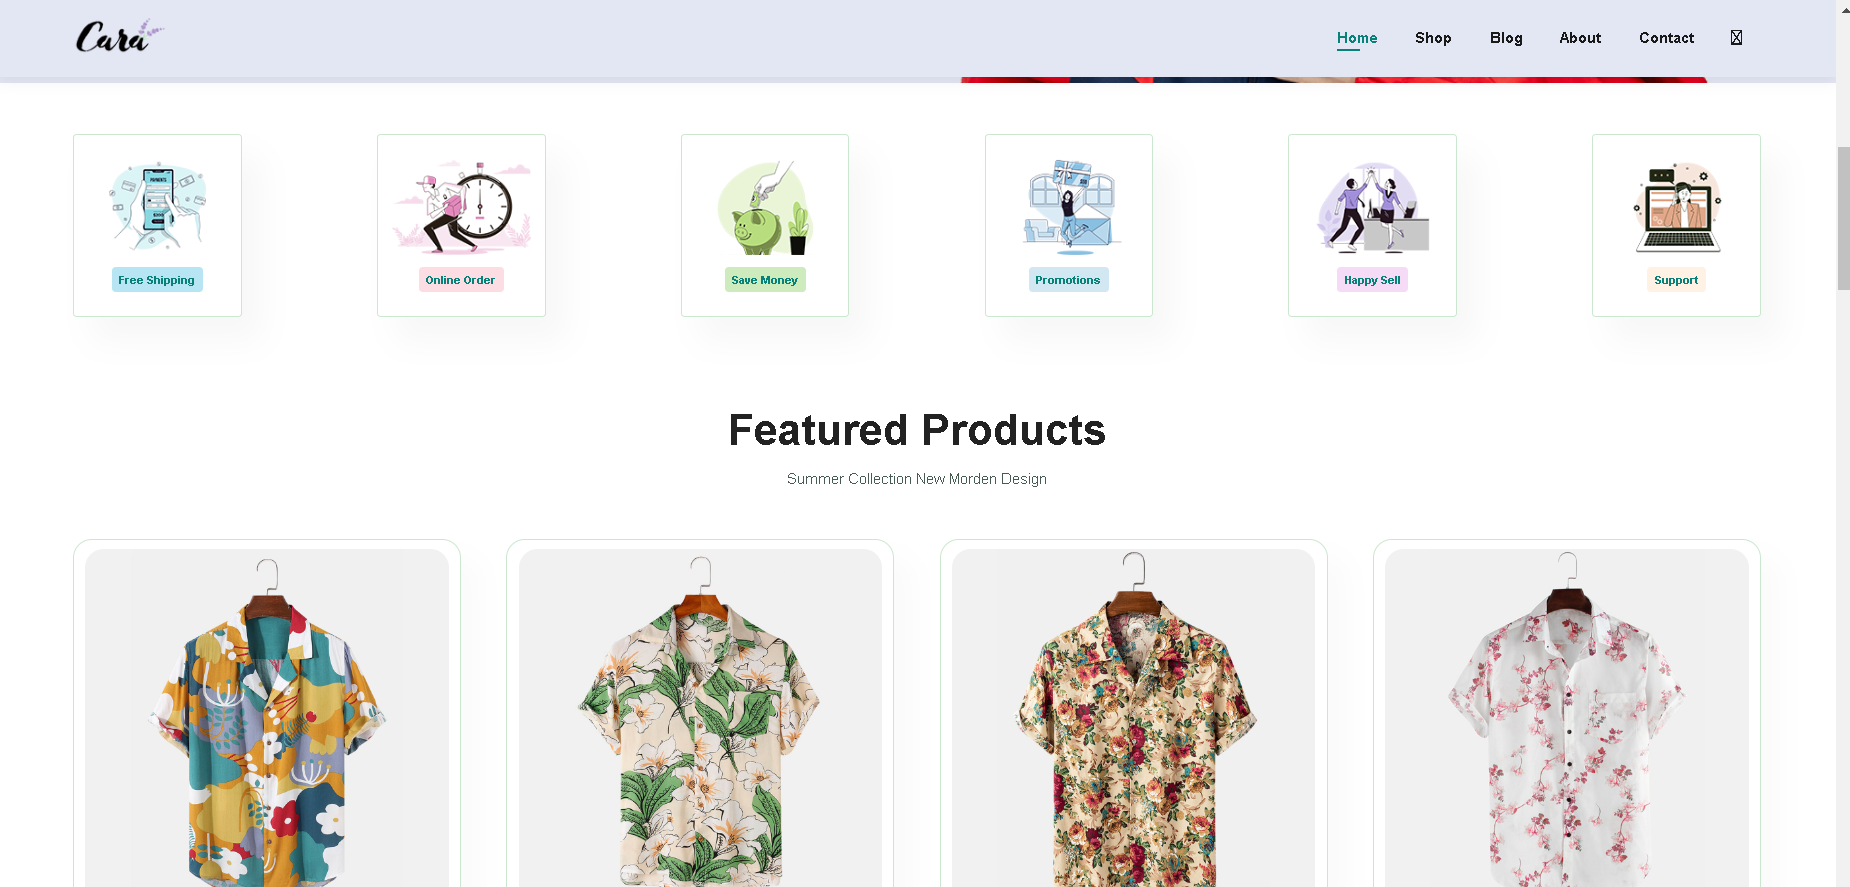 Cara
Home Shop Blog About Contact
PAYMENTS
Free Shipping
Online Order
Save Money
Promotions
Happy Sell
Support
Featured Products
Summer Collection New Morden Design